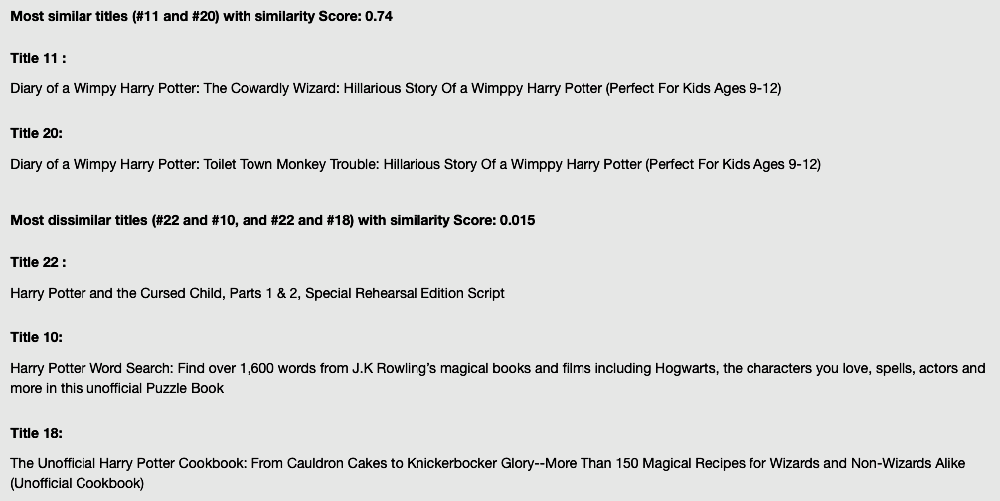 Most similar titles (#11 and #20) with similarity Score: 0.74
Title 11 :
Diary of a Wimpy Harry Potter: The Cowardly Wizard: Hillarious Story Of a Wimppy Harry Potter (Perfect For Kids Ages 9-12)
Title 20:
Diary of a Wimpy Harry Potter: Toilet Town Monkey Trouble: Hillarious Story Of a Wimppy Harry Potter (Perfect For Kids Ages 9-12)
Most dissimilar titles (#22 and #10, and #22 and #18) with similarity Score: 0.015
Title 22 :
Harry Potter and the Cursed Child, Parts 1 & 2, Special Rehearsal Edition Script
Title 10:
Harry Potter Word Search: Find over 1,600 words from J.K Rowling’s magical books and films including Hogwarts, the characters you love, spells, actors and
more in this unofficial Puzzle Book
Title 18:
The Unofficial Harry Potter Cookbook: From Cauldron Cakes to Knickerbocker Glory--More Than 150 Magical Recipes for Wizards and Non-Wizards Alike
(Unofficial Cookbook)